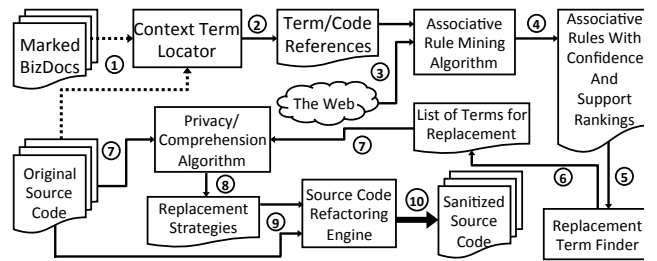 Marked
BizDocs
1
Context Term
Locator
2
Term/Code
References
3
The Web
Associative
Rule Mining
Algorithm
4
Associative
Rules With
Confidence
And
Support
Rankings
5
Replacement
Term Finder
6
List of Terms for
Replacement
7
Privacy/
Comprehension
Algorithm
7
Original
Source
Code
8
Replacement
Strategies
9
Source Code
Refactoring
Engine
10
Sanitized
Source
Code